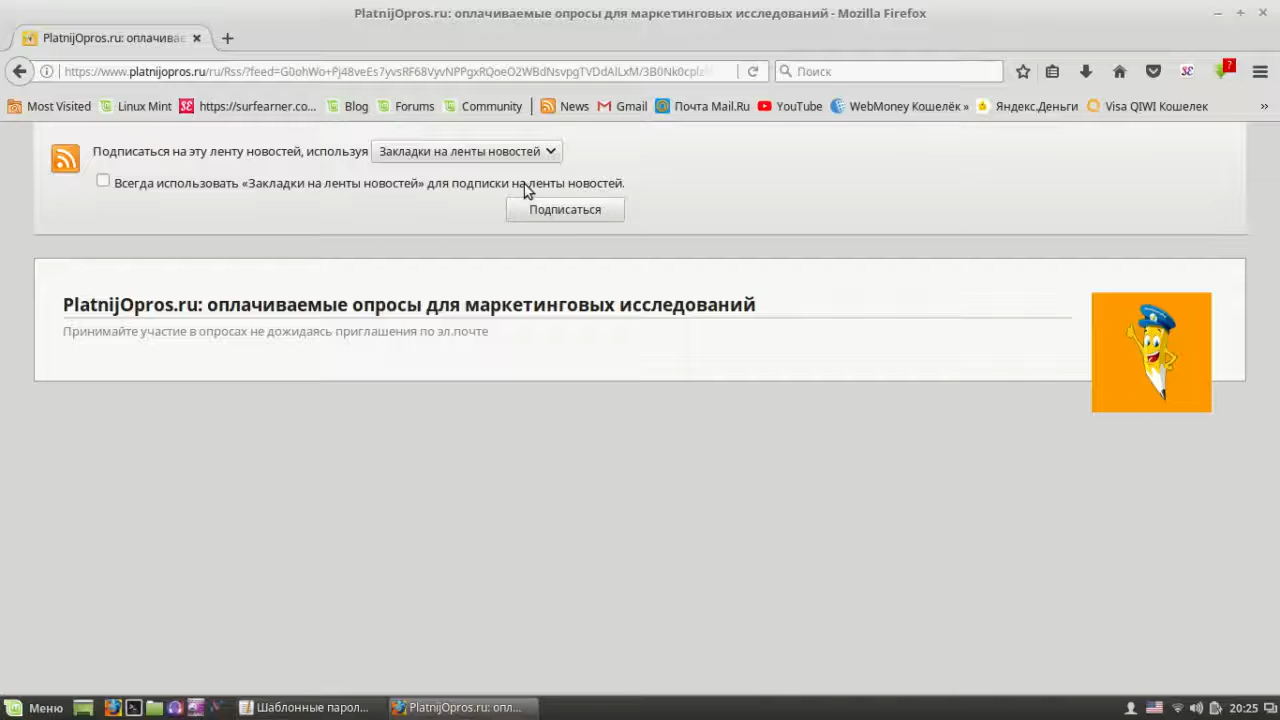 PlatnijOpros.ru: оплачиваемые опросы для маркетинговых исследований - Mozilla Firefox
PlatnijOpros.ru: оплачивае
https://www.platnijopros.ru/ru/Rss/?feed=
Поиск
?
Most Visited Linux Mint https://surfearner.co... Blog Forums Community News Gmail Почта Mail.Ru YouTube WebMoney Кошелёк » Яндекс.Деньги Visa QIWI Кошелек »
Подписаться на эту ленту новостей, используя Закладки на ленты новостей
Всегда использовать «Закладки на ленты новостей» для подписки на ленты новостей.
Подписаться
PlatnijOpros.ru: оплачиваемые опросы для маркетинговых исследований
Принимайте участие в опросах не дожидаясь приглашения по эл.почте
Меню Шаблонные парол... PlatnijOpros.ru: опл... 20:25